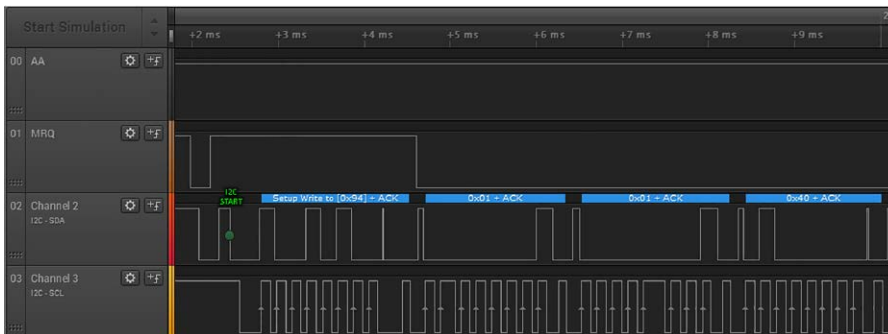 Start Simulation
+2 ms +3 ms +4 ms +5 ms +6 ms +7 ms +8 ms +9 ms
00 AA
01 MRQ
I2C
START
Setup Write to [0x94] + ACK 0x01 + ACK 0x01 + ACK 0x40 + ACK
02 Channel 2
I2C - SDA
03 Channel 3
I2C - SCL